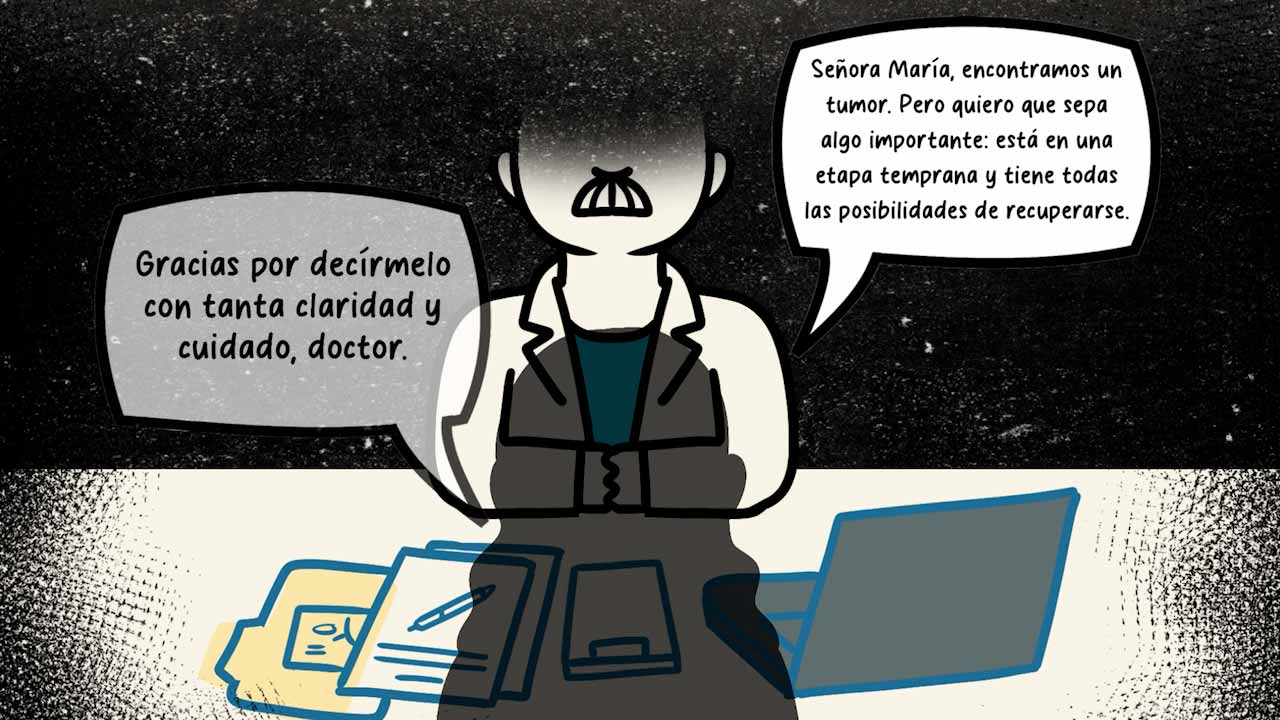 Señora María, encontramos un
tumor. Pero quiero que sepa
algo importante: está en una
etapa temprana y tiene todas
las posibilidades de recuperarse.
Gracias por decírmelo
con tanta claridad y
cuidado, doctor.